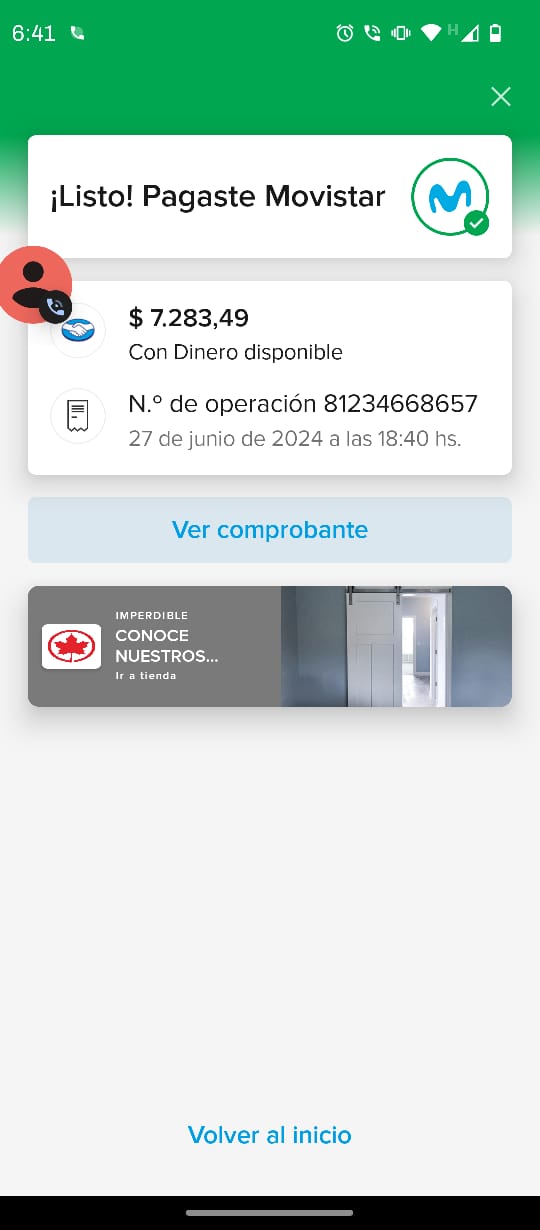 6:41
H
¡Listo! Pagaste Movistar
$ 7.283,49
Con Dinero disponible
N.º de operación 81234668657
27 de junio de 2024 a las 18:40 hs.
Ver comprobante
IMPERDIBLE
CONOCE
NUESTROS...
Ir a tienda
Volver al inicio